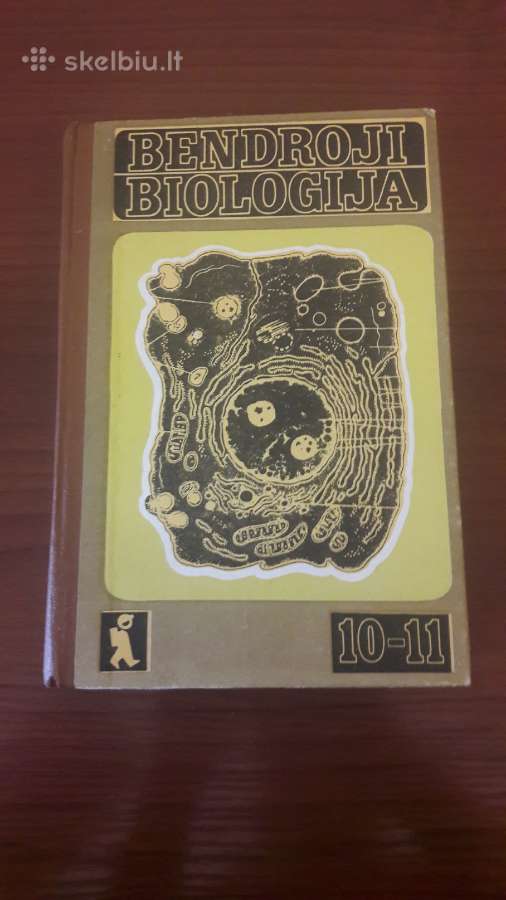 skelbiu.lt
BENDROJI
BIOLOGIJA
10-11